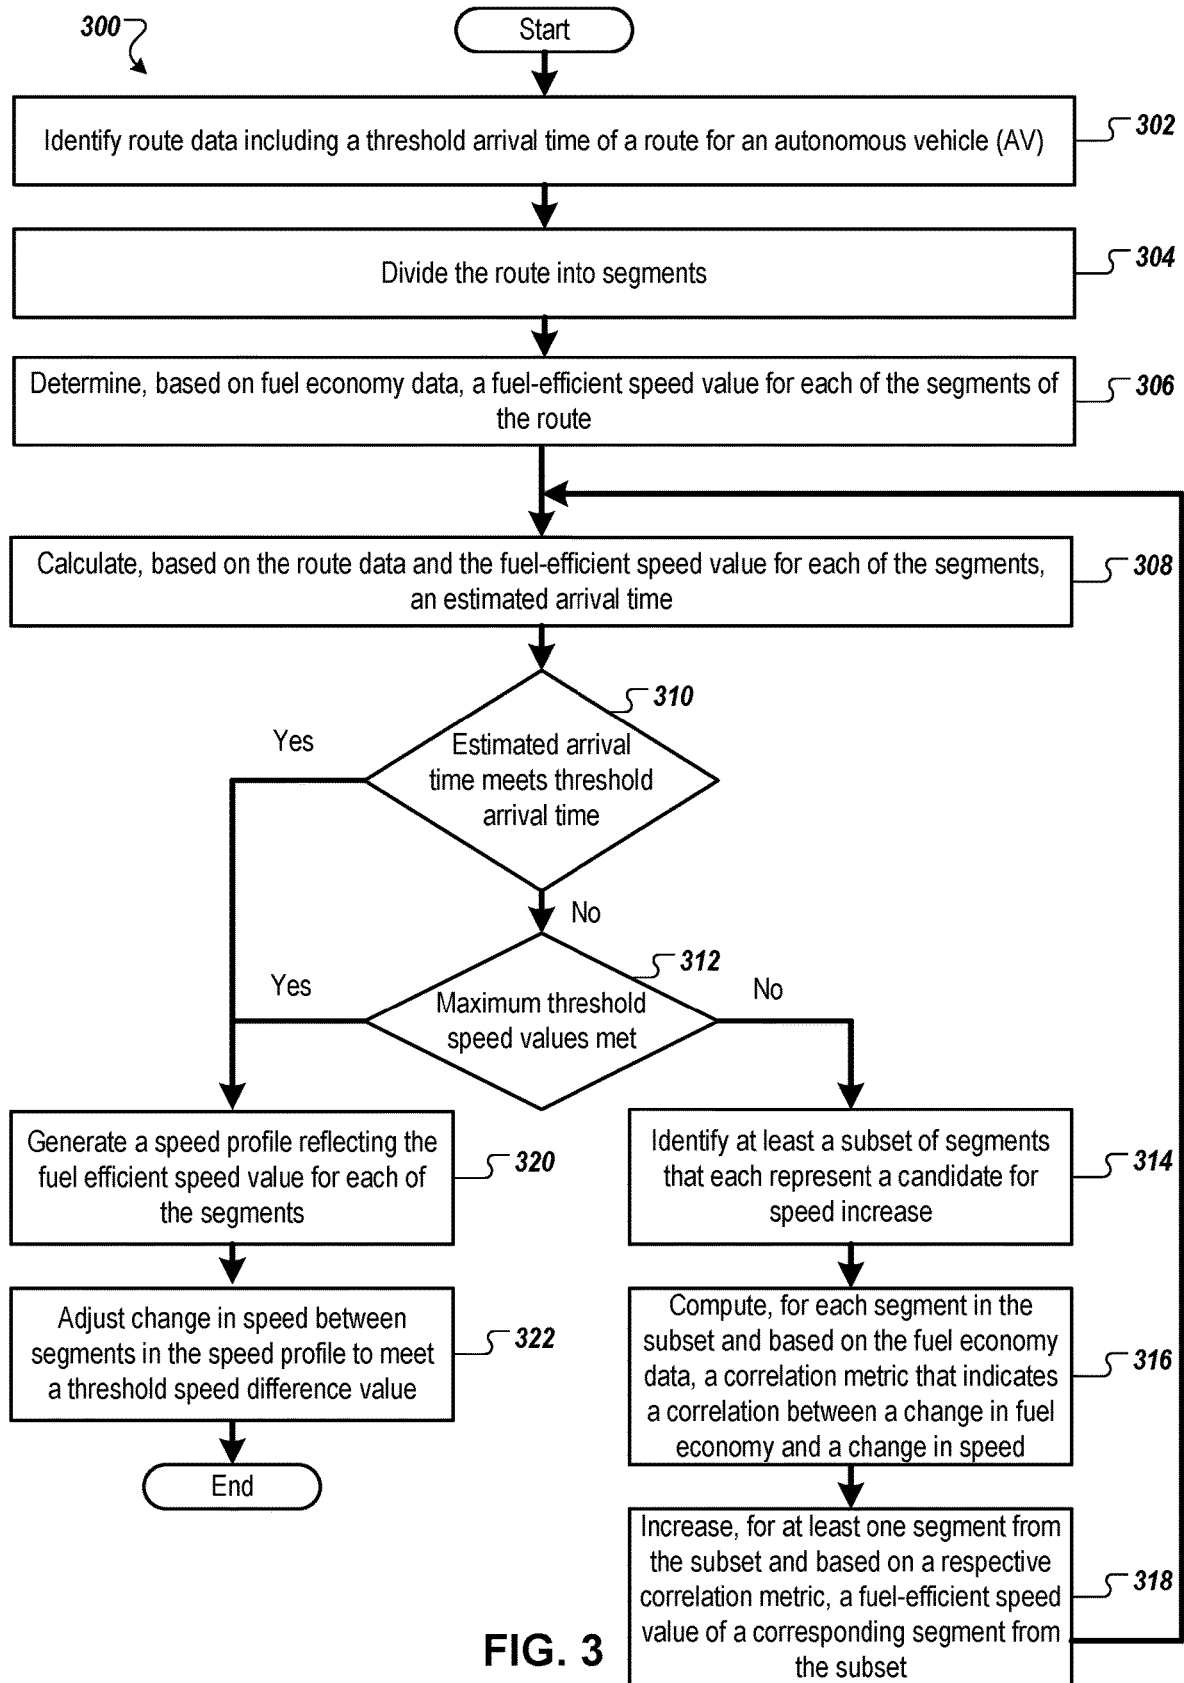 300
Start
Identify route data including a threshold arrival time of a route for an autonomous vehicle (AV)
302
Divide the route into segments
304
Determine, based on fuel economy data, a fuel-efficient speed value for each of the segments of
the route
306
Calculate, based on the route data and the fuel-efficient speed value for each of the segments,
an estimated arrival time
308
310
Yes
Estimated arrival
time meets threshold
arrival time
No
312
Yes
Maximum threshold
speed values met
No
Generate a speed profile reflecting the
fuel efficient speed value for each of
the segments
320
Identify at least a subset of segments
that each represent a candidate for
speed increase
314
Adjust change in speed between
segments in the speed profile to meet
a threshold speed difference value
322
Compute, for each segment in the
subset and based on the fuel economy
data, a correlation metric that indicates
a correlation between a change in fuel
economy and a change in speed
316
End
Increase, for at least one segment from
the subset and based on a respective
correlation metric, a fuel-efficient speed
value of a corresponding segment from
the subset
318
FIG. 3